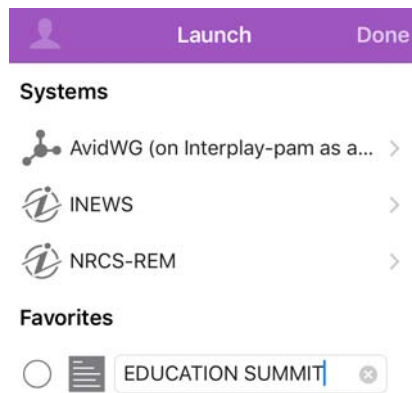 Launch
Done
Systems
AvidWG (on Interplay-pam as a...
INEWS
NRCS-REM
Favorites
EDUCATION SUMMIT